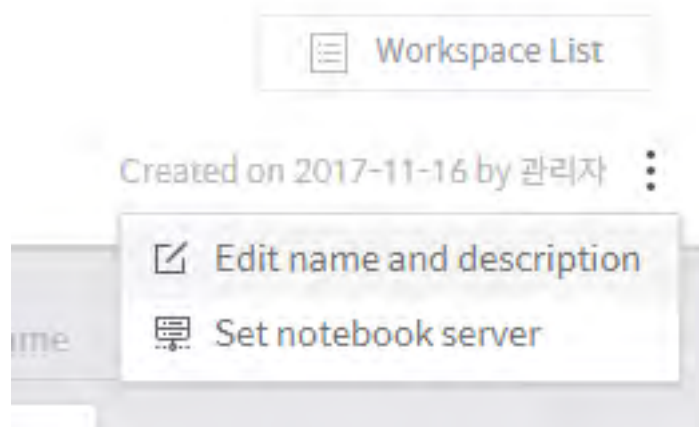 Workspace List
Created on 2017-11-16 by 관리자
Edit name and description
Set notebook server